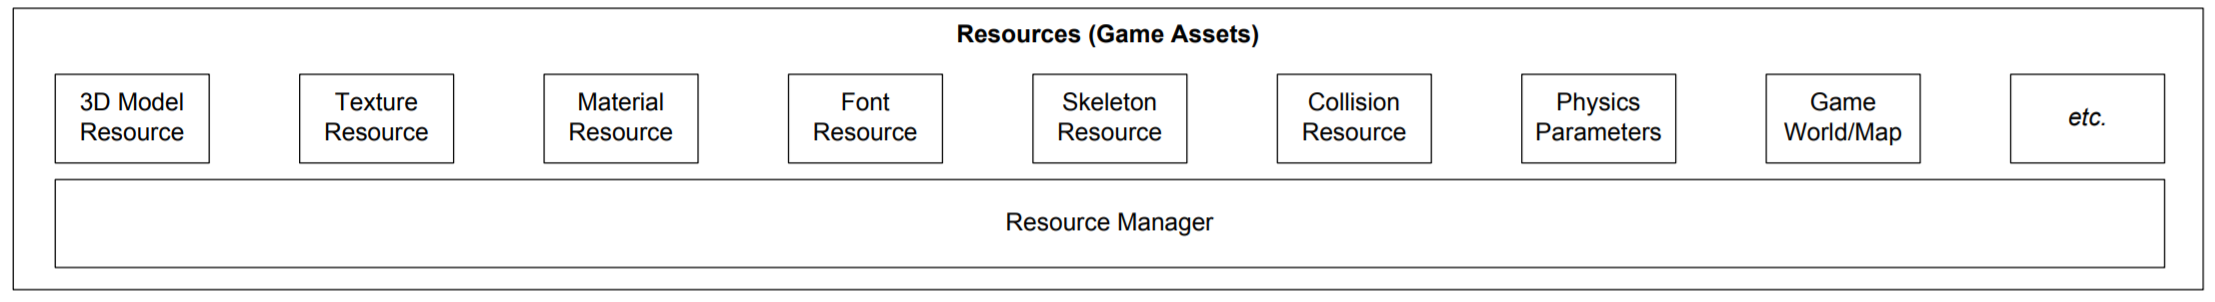 Resources (Game Assets)
3D Model
Resource
Texture
Resource
Material
Resource
Font
Resource
Skeleton
Resource
Collision
Resource
Physics
Parameters
Game
World/Map
etc.
Resource Manager